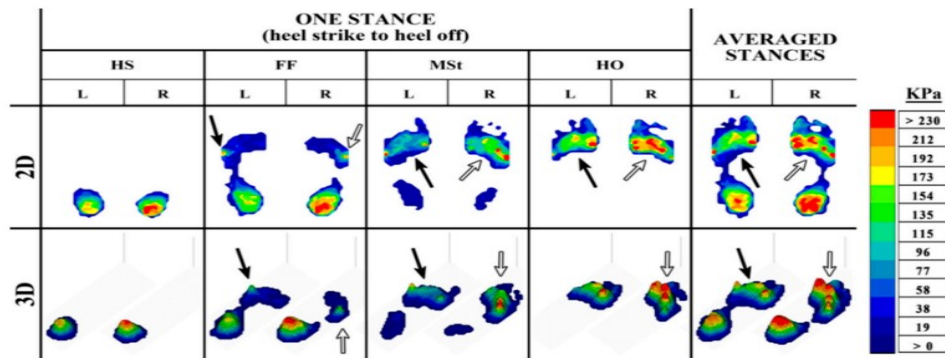 ONE STANCE
(heel strike to heel off)
AVERAGED
STANCES
HS FF MSt HO
L R L R L R L R L R
KPa
2D
3D
> 230
212
192
173
154
135
115
96
77
58
38
19
> 0